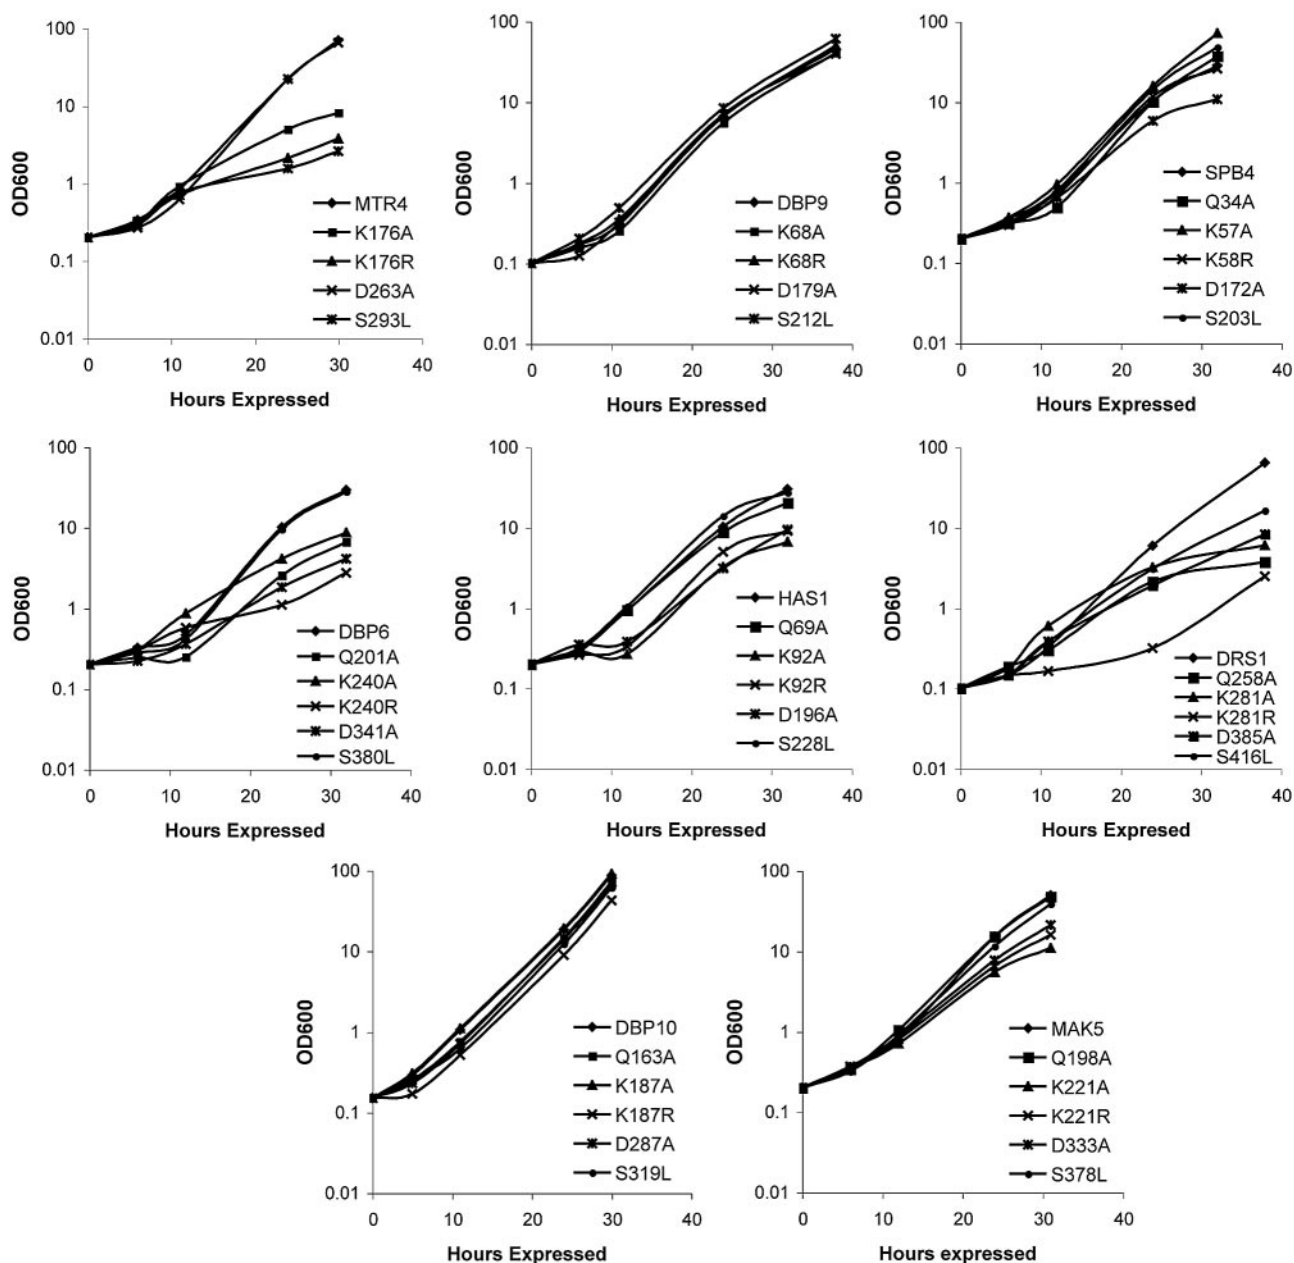 100
10
1
0.1
0.01
OD600
0 10 20 30 40
Hours Expressed
MTR4
K176A
K176R
D263A
S293L
100
10
1
0.1
0.01
OD600
0 10 20 30 40
Hours Expressed
DBP9
K68A
K68R
D179A
S212L
100
10
1
0.1
0.01
OD600
0 10 20 30 40
Hours Expressed
SPB4
Q34A
K57A
K58R
D172A
S203L
100
10
1
0.1
0.01
OD600
0 10 20 30 40
Hours Expressed
DBP6
Q201A
K240A
K240R
D341A
S380L
100
10
1
0.1
0.01
OD600
0 10 20 30 40
Hours Expressed
HAS1
Q69A
K92A
K92R
D196A
S228L
100
10
1
0.1
0.01
OD600
0 10 20 30 40
Hours Expressed
DRS1
Q258A
K281A
K281R
D385A
S416L
100
10
1
0.1
0.01
OD600
0 10 20 30 40
Hours Expressed
DBP10
Q163A
K187A
K187R
D287A
S319L
100
10
1
0.1
0.01
OD600
0 10 20 30 40
Hours expressed
MAK5
Q198A
K221A
K221R
D333A
S378L